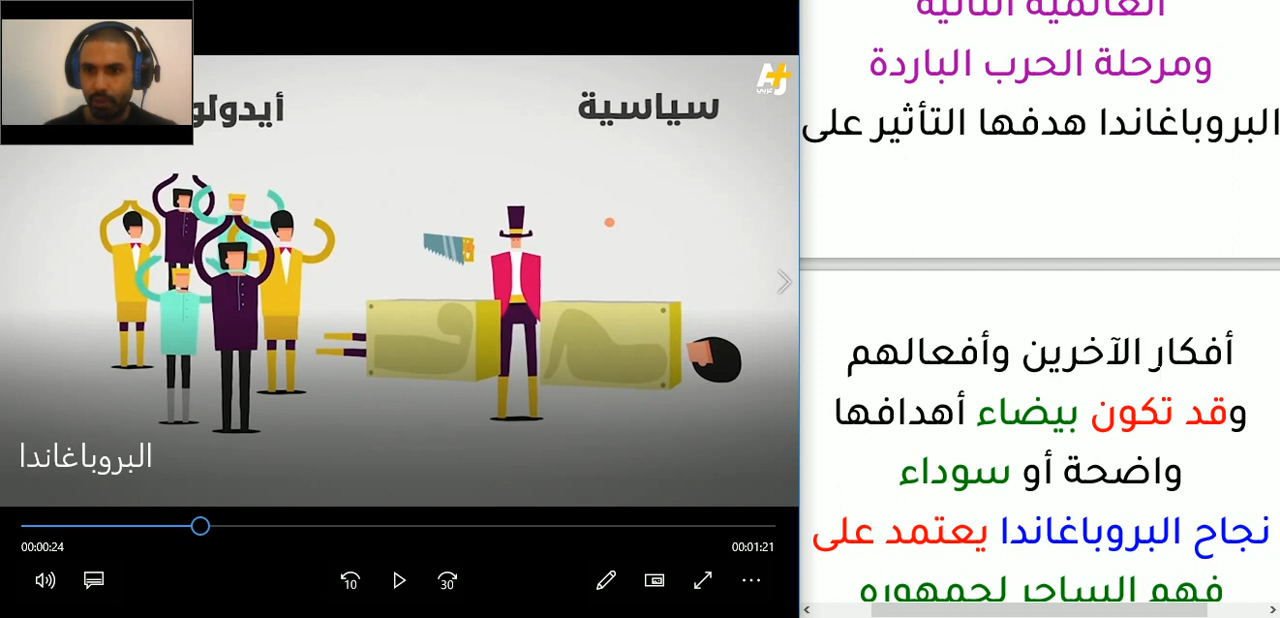 سياسية
أيدولو
عربي
البروباغاندا
00:00:24
00:01:21
10
30
العالمية الثانية
ومرحلة الحرب الباردة
البروباغاندا هدفها التأثير على
أفكار الآخرين وأفعالهم
وقد تكون بيضاء أهدافها
واضحة أو سوداء
نجاح البروباغاندا يعتمد على
فهم الساحر لجمهوره